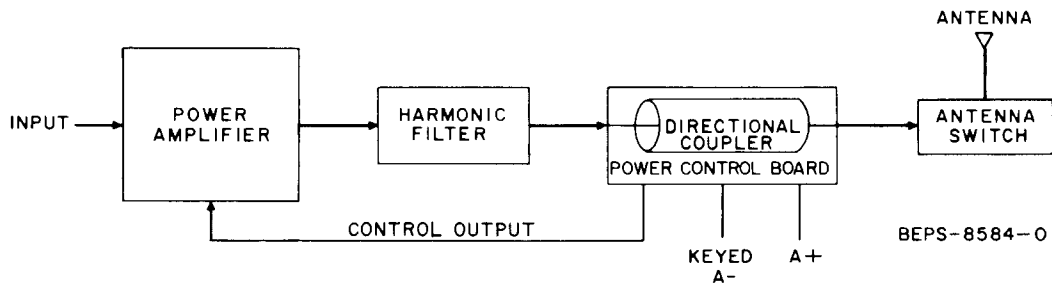 ANTENNA
INPUT
POWER
AMPLIFIER
HARMONIC
FILTER
DIRECTIONAL
COUPLER
POWER CONTROL BOARD
ANTENNA
SWITCH
CONTROL OUTPUT
KEYED
A-
A+
BEPS-8584-0